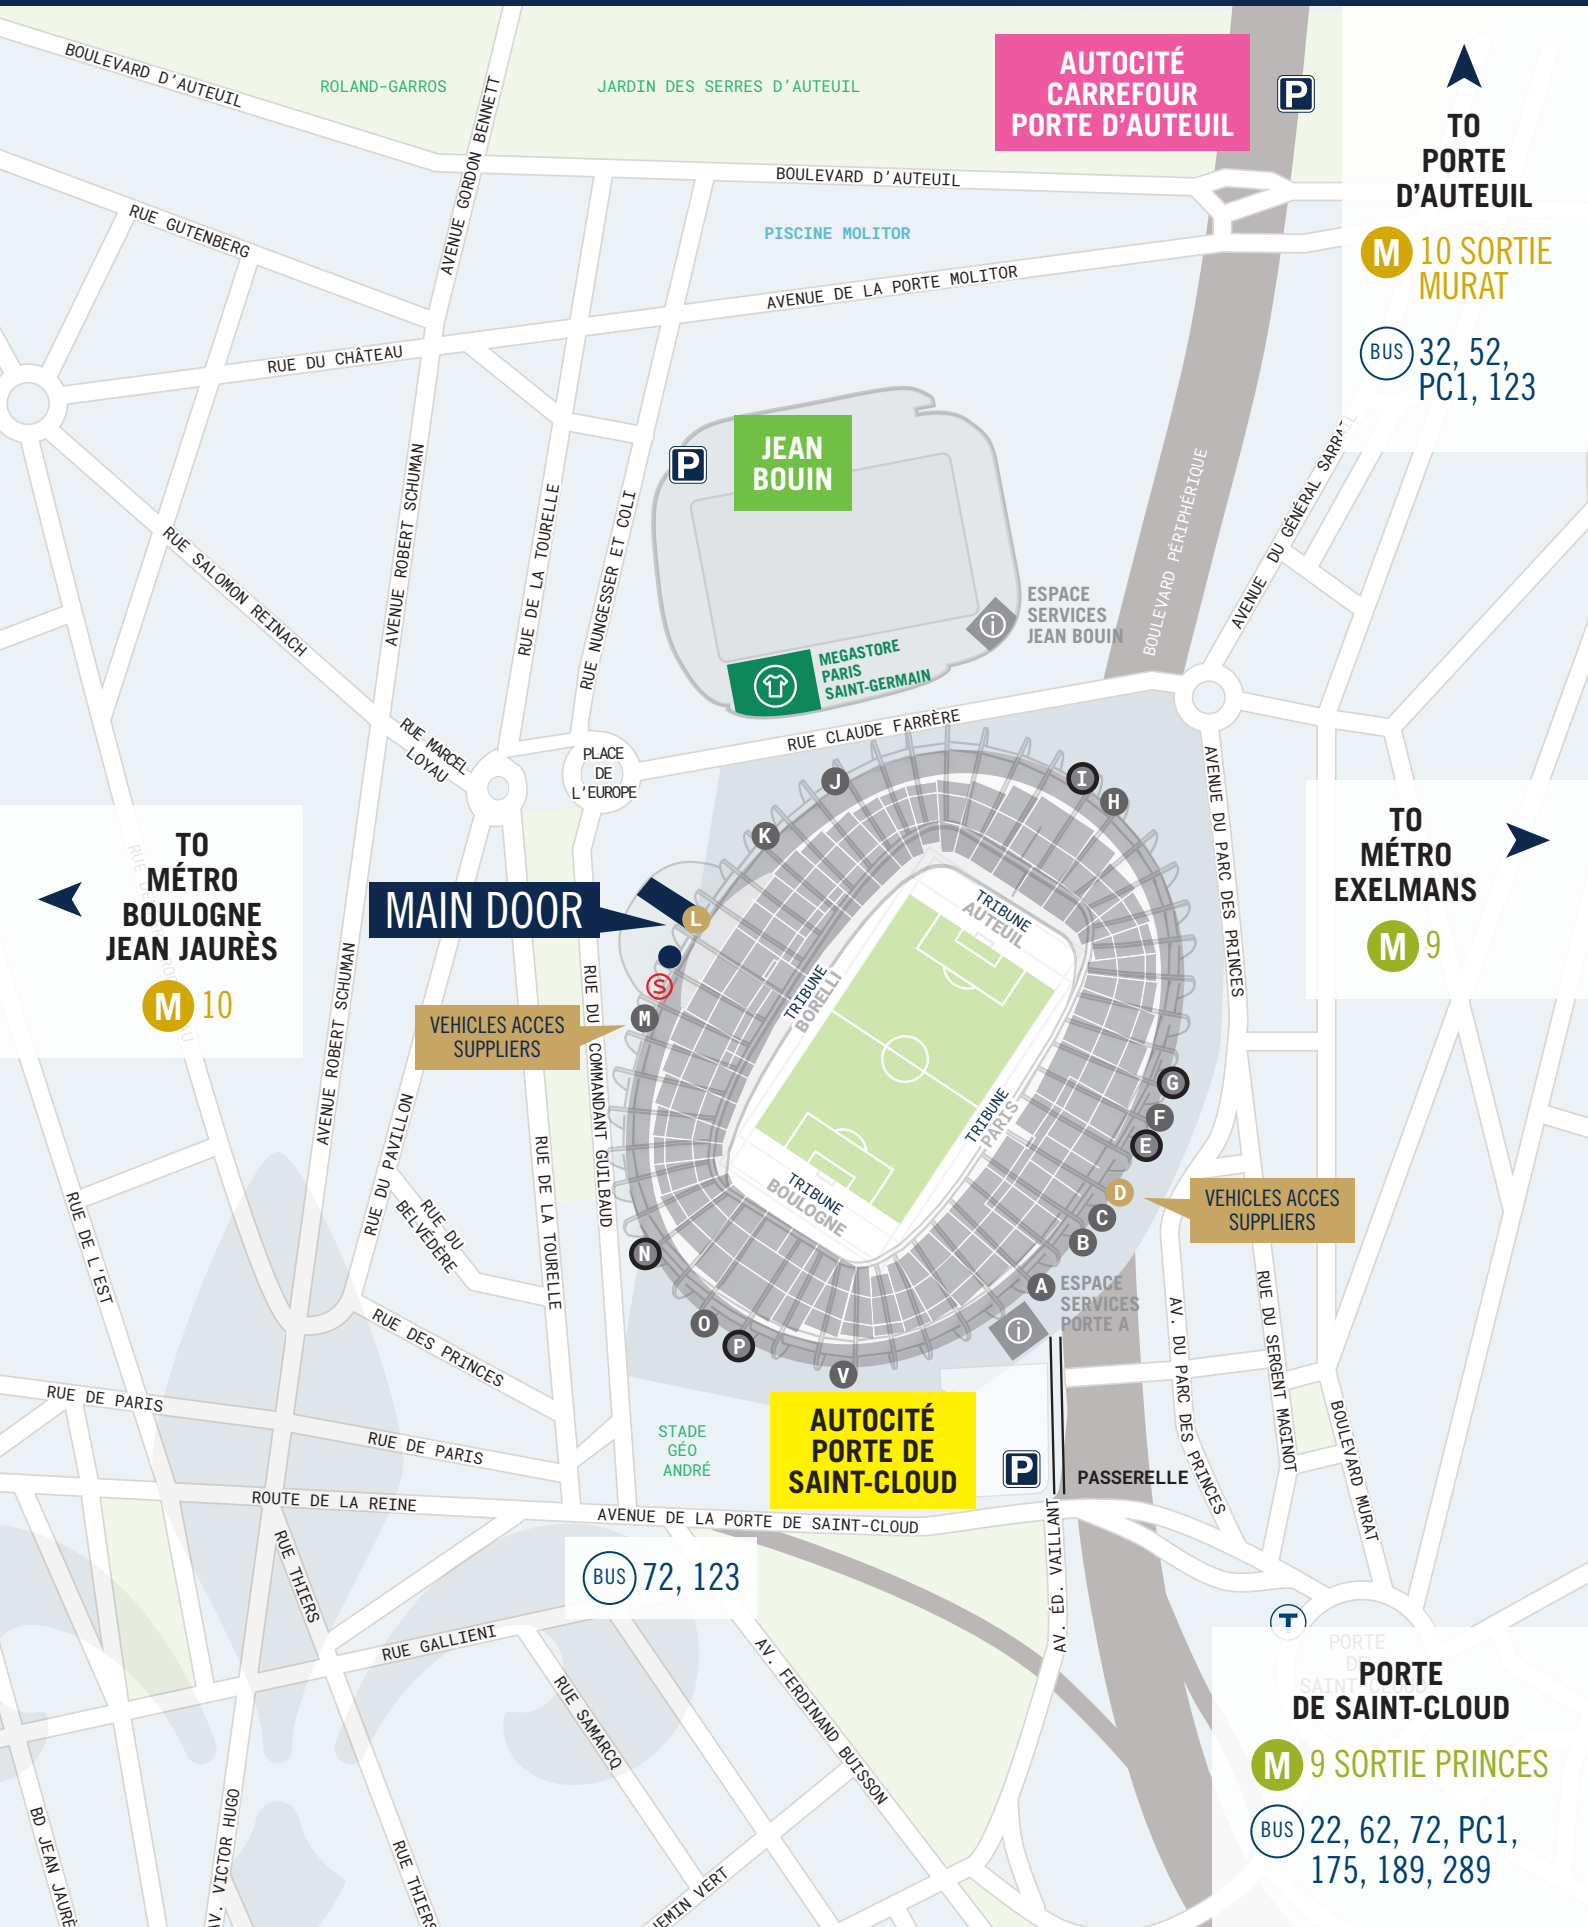 BOULEVARD D'AUTEUIL
ROLAND-GARROS
JARDIN DES SERRES D'AUTEUIL
AUTOCITÉ
CARREFOUR
PORTE D'AUTEUIL
P
TO
PORTE
D'AUTEUIL
M 10 SORTIE
MURAT
BUS 32, 52,
PC1, 123
AVENUE GORDON BENNETT
BOULEVARD D'AUTEUIL
RUE GUTENBERG
PISCINE MOLITOR
AVENUE DE LA PORTE MOLITOR
RUE DU CHÂTEAU
P
JEAN
BOUIN
AVENUE ROBERT SCHUMAN
RUE DE LA TOURELLE
RUE NUNGESSER ET COLI
BOULEVARD PÉRIPHÉRIQUE
AVENUE DU GÉNÉRAL SARRAIL
RUE SALOMON REINACH
ESPACE
SERVICES
JEAN BOUIN
MEGASTORE
PARIS
SAINT-GERMAIN
RUE MARCEL
LOYAU
PLACE
DE
L'EUROPE
RUE CLAUDE FARRÈRE
AVENUE DU PARC DES PRINCES
J
I
H
K
TO
MÉTRO
BOULOGNE
JEAN JAURÈS
M 10
TO
MÉTRO
EXELMANS
M 9
MAIN DOOR
L
S
M
VEHICLES ACCES
SUPPLIERS
TRIBUNE
AUTEUIL
TRIBUNE
BORELLI
TRIBUNE
PARIS
TRIBUNE
BOULOGNE
AVENUE ROBERT SCHUMAN
RUE DU COMMANDANT GUILBAUD
G
F
E
D
C
B
A
VEHICLES ACCES
SUPPLIERS
RUE DU PAVILLON
RUE DU
BELVÉDÈRE
RUE DE LA TOURELLE
RUE DE L'EST
N
O
P
V
ESPACE
SERVICES
PORTE A
RUE DES PRINCES
AV. DU PARC DES PRINCES
RUE DU SERGENT MAGINOT
BOULEVARD MURAT
RUE DE PARIS
RUE DE PARIS
STADE
GÉO
ANDRÉ
AUTOCITÉ
PORTE DE
SAINT-CLOUD
P
PASSERELLE
ROUTE DE LA REINE
AVENUE DE LA PORTE DE SAINT-CLOUD
AV. ÉD. VAILLANT
RUE THIERS
BUS 72, 123
T
PORTE
DE
SAINT-CLOUD
RUE GALLIENI
RUE SAMARCQ
AV. FERDINAND BUISSON
PORTE
DE SAINT-CLOUD
M 9 SORTIE PRINCES
BUS 22, 62, 72, PC1,
175, 189, 289
BD JEAN JAURÈ
V. VICTOR HUGO
RUE THIERS
EMIN VERT